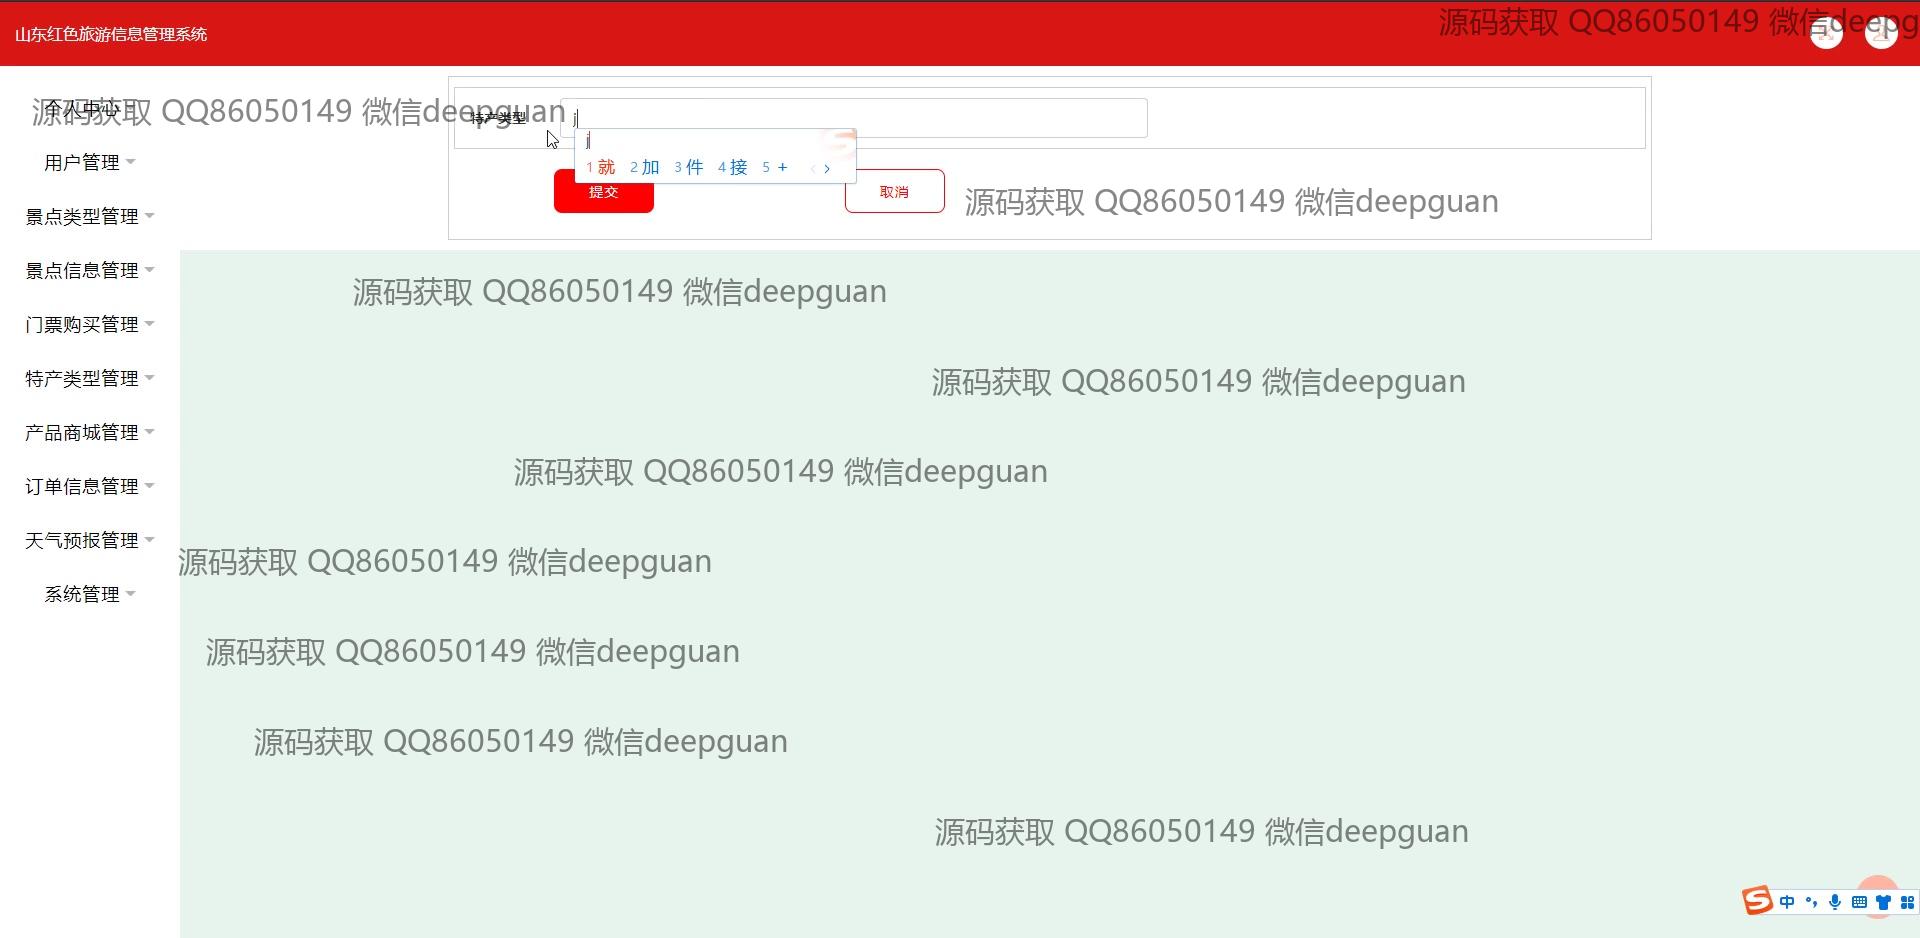 山东红色旅游信息管理系统
源码获取 QQ86050149 微信deepg
个人中心
源码获取 QQ86050149 微信deepguan
特产类型
j
j
1 就 2 加 3 件 4 接 5 +
提交
取消
源码获取 QQ86050149 微信deepguan
用户管理
景点类型管理
景点信息管理
源码获取 QQ86050149 微信deepguan
门票购买管理
特产类型管理
源码获取 QQ86050149 微信deepguan
产品商城管理
源码获取 QQ86050149 微信deepguan
订单信息管理
天气预报管理
源码获取 QQ86050149 微信deepguan
系统管理
源码获取 QQ86050149 微信deepguan
源码获取 QQ86050149 微信deepguan
源码获取 QQ86050149 微信deepguan
中